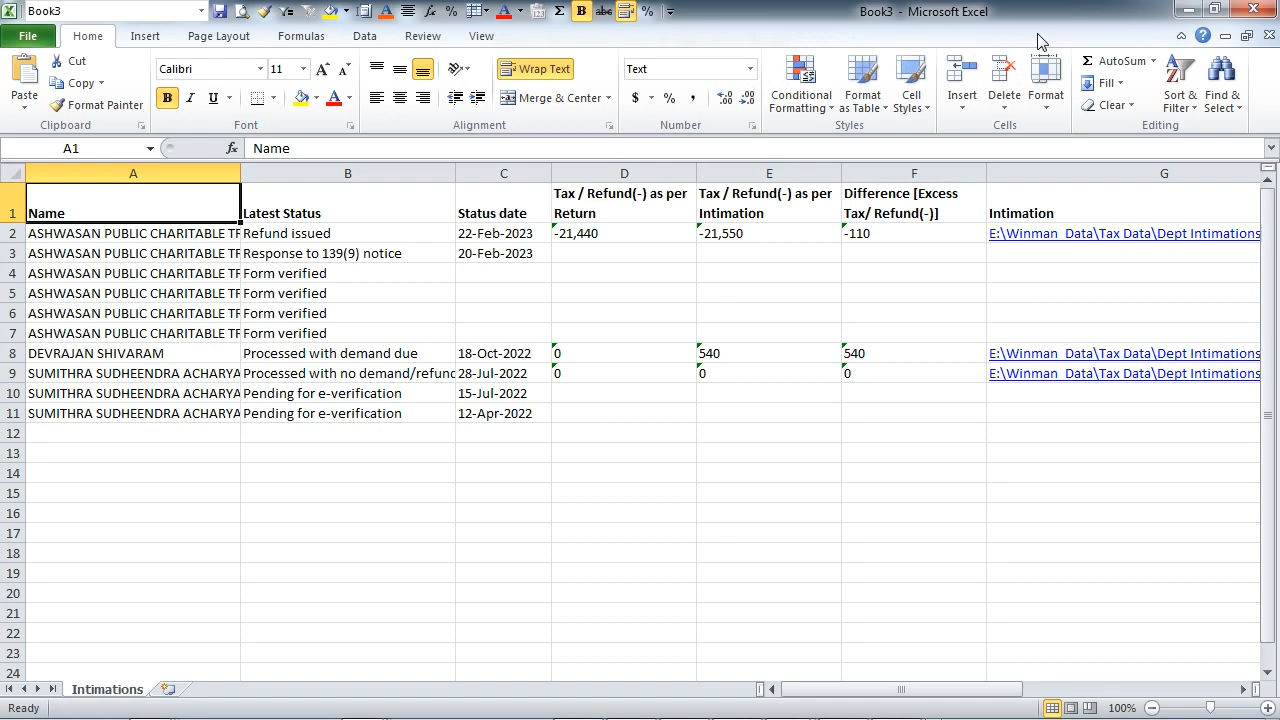 Book3
Book3 - Microsoft Excel
File Home Insert Page Layout Formulas Data Review View
Cut
Copy
Format Painter
Paste
Clipboard
Calibri 11
B I U
Font
Wrap Text
Merge & Center
Alignment
Text
$ % ,
Number
Conditional Formatting
Format as Table
Cell Styles
Styles
Insert Delete Format
Cells
Σ AutoSum
Fill
Clear
Sort & Filter
Find & Select
Editing
A1 fx Name
A B C D E F G
1 Name Latest Status Status date Tax / Refund(-) as per Return Tax / Refund(-) as per Intimation Difference [Excess Tax/ Refund(-)] Intimation
2 ASHWASAN PUBLIC CHARITABLE TR Refund issued 22-Feb-2023 -21,440 -21,550 -110 E:\Winman_Data\Tax Data\Dept Intimations
3 ASHWASAN PUBLIC CHARITABLE TR Response to 139(9) notice 20-Feb-2023
4 ASHWASAN PUBLIC CHARITABLE TR Form verified
5 ASHWASAN PUBLIC CHARITABLE TR Form verified
6 ASHWASAN PUBLIC CHARITABLE TR Form verified
7 ASHWASAN PUBLIC CHARITABLE TR Form verified
8 DEVRAJAN SHIVARAM Processed with demand due 18-Oct-2022 0 540 540 E:\Winman_Data\Tax Data\Dept Intimations
9 SUMITHRA SUDHEENDRA ACHARYA Processed with no demand/refund 28-Jul-2022 0 0 0 E:\Winman_Data\Tax Data\Dept Intimations
10 SUMITHRA SUDHEENDRA ACHARYA Pending for e-verification 15-Jul-2022
11 SUMITHRA SUDHEENDRA ACHARYA Pending for e-verification 12-Apr-2022
12
13
14
15
16
17
18
19
20
21
22
23
24
Intimations
Ready 100%